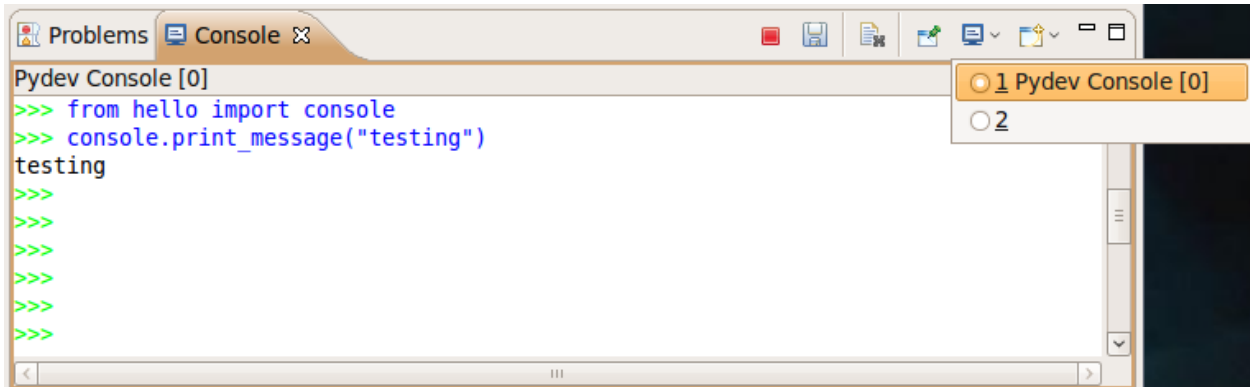 Problems Console
Pydev Console [0]
1 Pydev Console [0]
2
>>> from hello import console
>>> console.print_message("testing")
testing
>>>
>>>
>>>
>>>
>>>
>>>